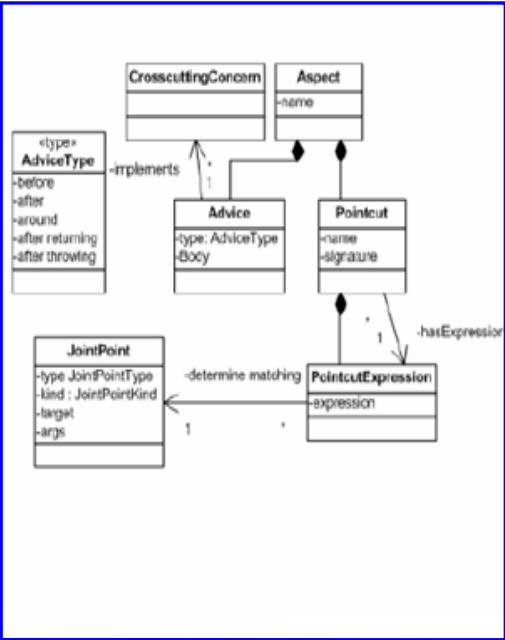 CrosscuttingConcern
Aspect
-name
«type»
AdviceType
-before
-after
-around
-after returning
-after throwing
-implements
*
1
Advice
-type: AdviceType
-Body
Pointcut
-name
-signature
*
1
-hasExpression
JointPoint
-type JointPointType
-kind : JointPointKind
-target
-args
-determine matching
1
*
PointcutExpression
-expression